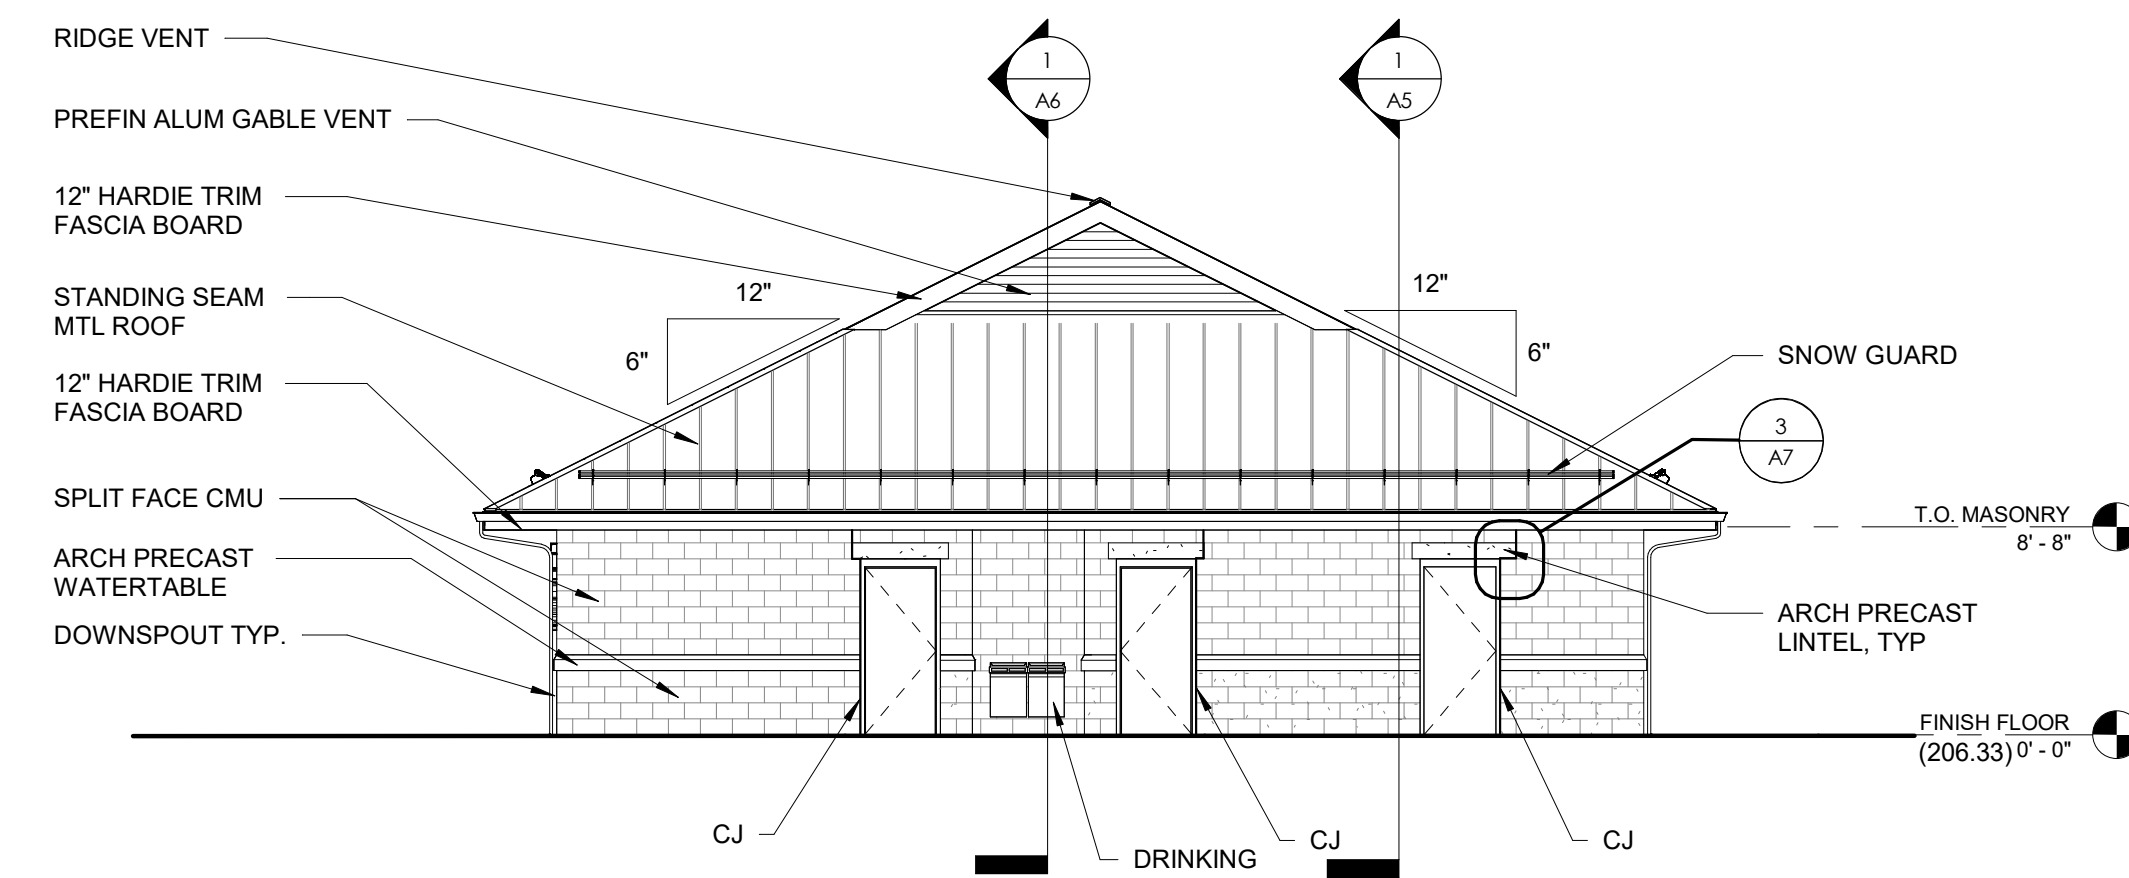 RIDGE VENT
PREFIN ALUM GABLE VENT
12" HARDIE TRIM
FASCIA BOARD
STANDING SEAM
MTL ROOF
12" HARDIE TRIM
FASCIA BOARD
SPLIT FACE CMU
ARCH PRECAST
WATERTABLE
DOWNSPOUT TYP.
1
A6
1
A5
12"
6"
12"
6"
SNOW GUARD
3
A7
T.O. MASONRY
8' - 8"
ARCH PRECAST
LINTEL, TYP
FINISH FLOOR
(206.33) 0' - 0"
CJ
DRINKING
CJ
CJ